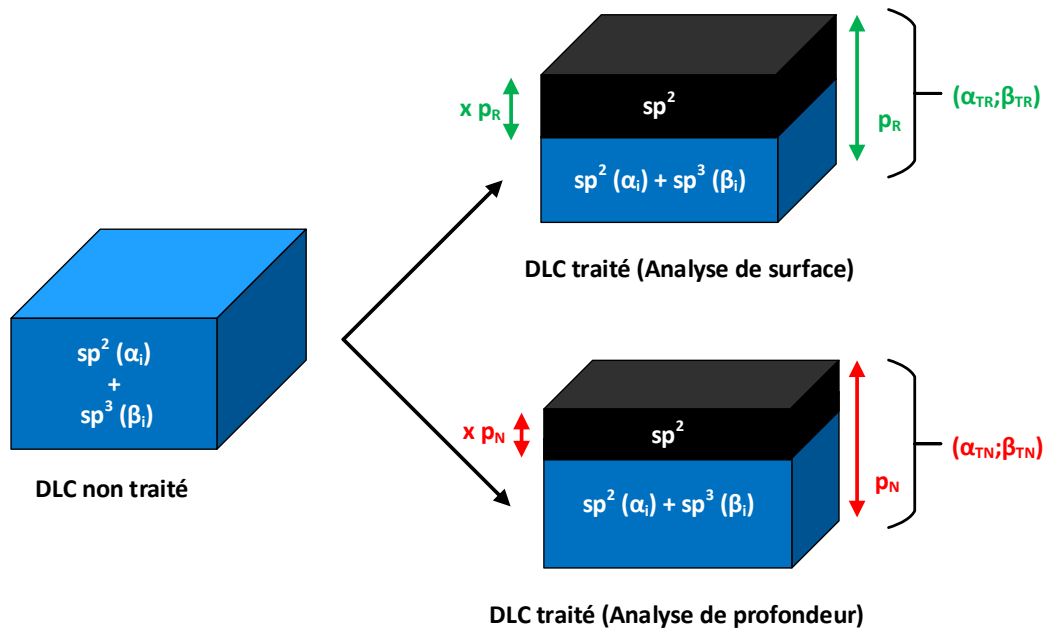 sp² (αᵢ)
+
sp³ (βᵢ)
DLC non traité
x p_R
sp²
sp² (αᵢ) + sp³ (βᵢ)
p_R
(α_TR;β_TR)
DLC traité (Analyse de surface)
x p_N
sp²
sp² (αᵢ) + sp³ (βᵢ)
p_N
(α_TN;β_TN)
DLC traité (Analyse de profondeur)